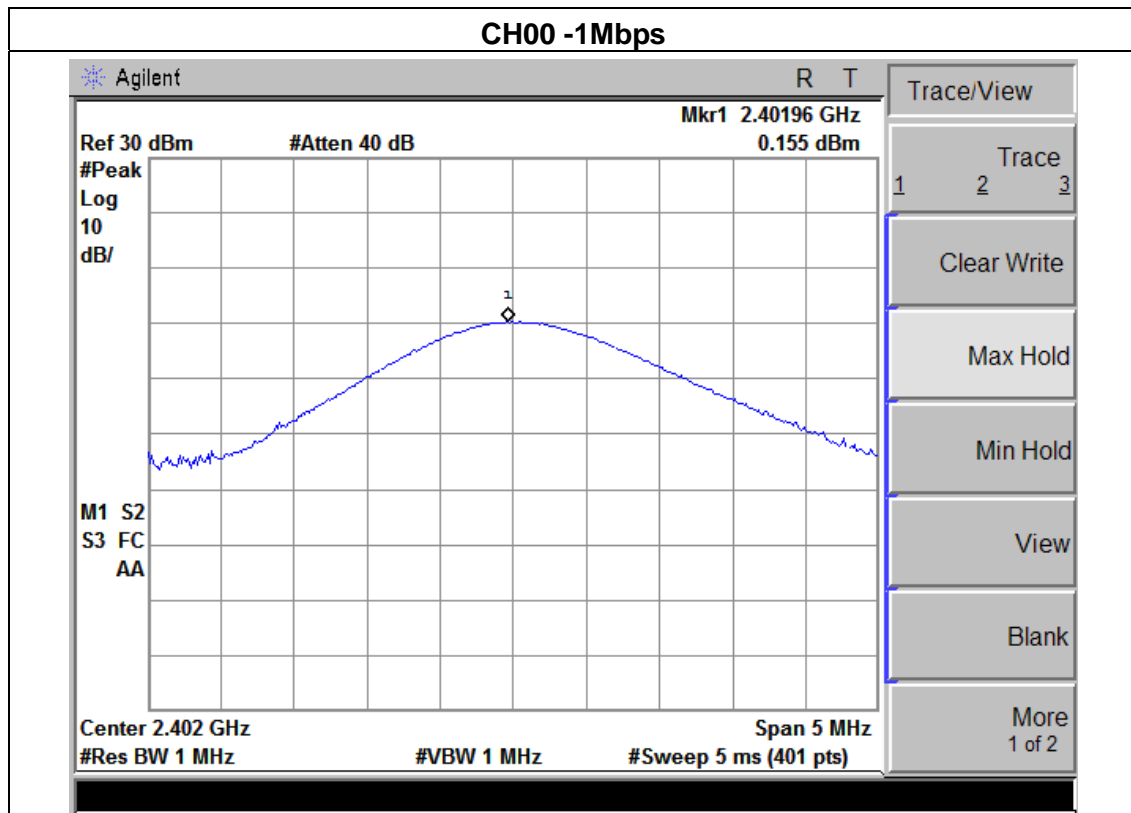 CH00 -1Mbps
Agilent
R T
Mkr1 2.40196 GHz
Ref 30 dBm #Atten 40 dB 0.155 dBm
#Peak
Log
10
dB/
1
M1 S2
S3 FC
AA
Center 2.402 GHz Span 5 MHz
#Res BW 1 MHz #VBW 1 MHz #Sweep 5 ms (401 pts)
Trace/View
Trace
1 2 3
Clear Write
Max Hold
Min Hold
View
Blank
More
1 of 2